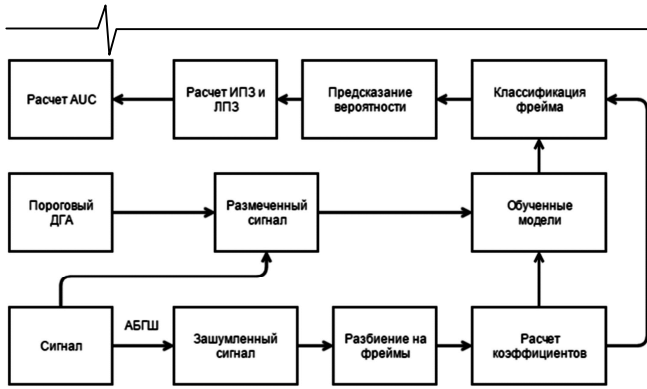 Расчет AUC
Расчет ИПЗ и
ЛПЗ
Предсказание
вероятности
Классификация
фрейма
Пороговый
ДГА
Размеченный
сигнал
Обученные
модели
Сигнал
АБГШ
Зашумленный
сигнал
Разбиение на
фреймы
Расчет
коэффициентов